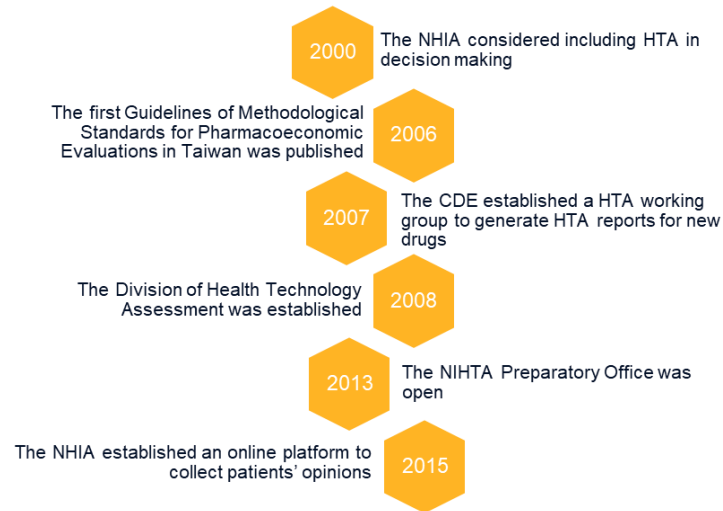 2000
The NHIA considered including HTA in
decision making
The first Guidelines of Methodological
Standards for Pharmacoeconomic
Evaluations in Taiwan was published
2006
2007
The CDE established a HTA working
group to generate HTA reports for new
drugs
The Division of Health Technology
Assessment was established
2008
2013
The NIHTA Preparatory Office was
open
The NHIA established an online platform to
collect patients’ opinions
2015